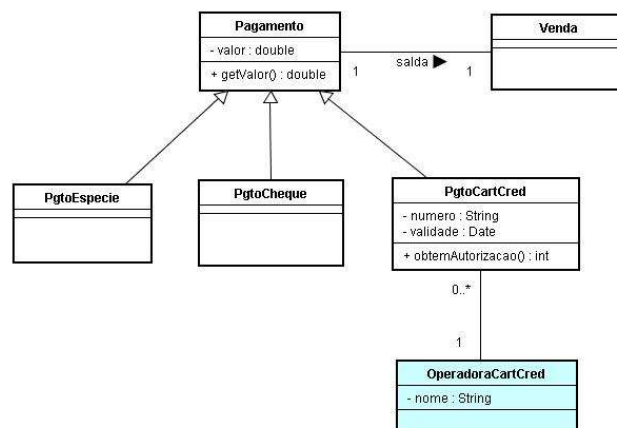 Pagamento
- valor : double
+ getValor() : double
1
salda
1
Venda
PgtoEspecie
PgtoCheque
PgtoCartCred
- numero : String
- validade : Date
+ obtemAutorizacao() : int
0..*
1
OperadoraCartCred
- nome : String